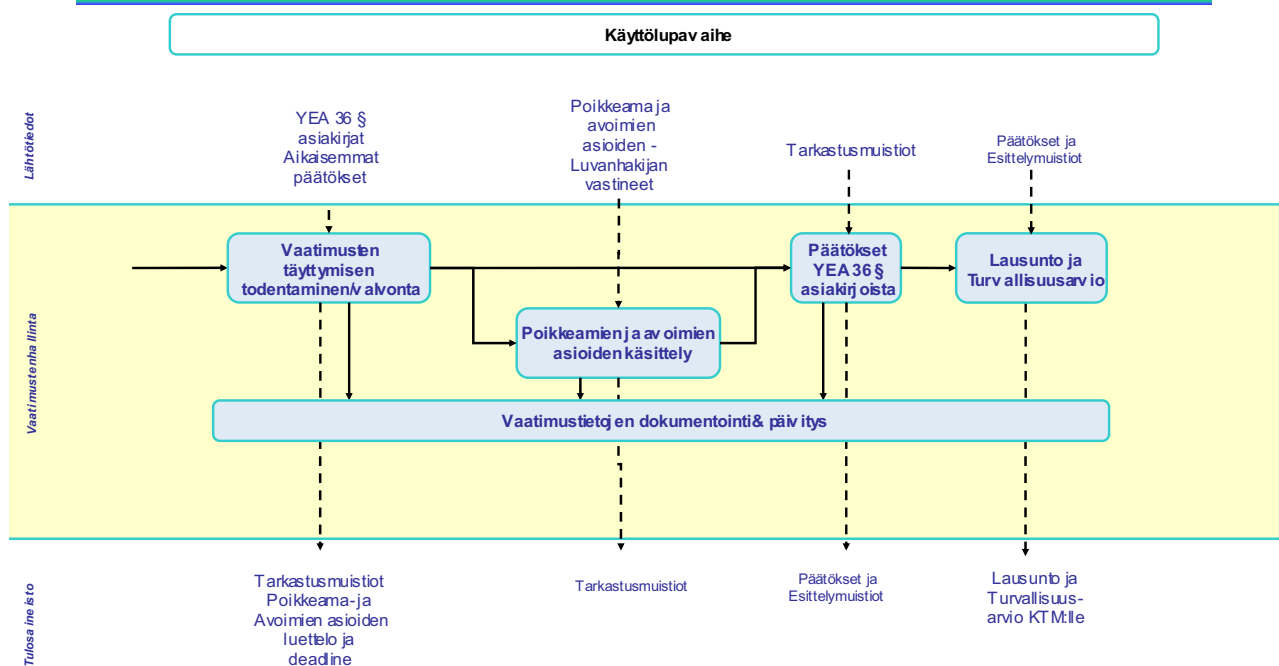 Käyttölupavaihe
Lähtötiedot
YEA 36 §
asiakirjat
Aikaisemmat
päätökset
Poikkeama ja
avoimien
asioiden -
Luvanhakijan
vastineet
Tarkastusmuistiot
Päätökset ja
Esittelymuistiot
Vaatimustenhallinta
Vaatimusten
täyttymisen
todentaminen/valvonta
Poikkeamien ja avoimien
asioiden käsittely
Päätökset
YEA 36 §
asiakirjoista
Lausunto ja
Turvallisuusarvio
Vaatimustietojen dokumentointi& päivitys
Tulosaineisto
Tarkastusmuistiot
Poikkeama- ja
Avoimien asioiden
luettelo ja
deadline
Tarkastusmuistiot
Päätökset ja
Esittelymuistiot
Lausunto ja
Turvallisuus-
arvio KTM:lle